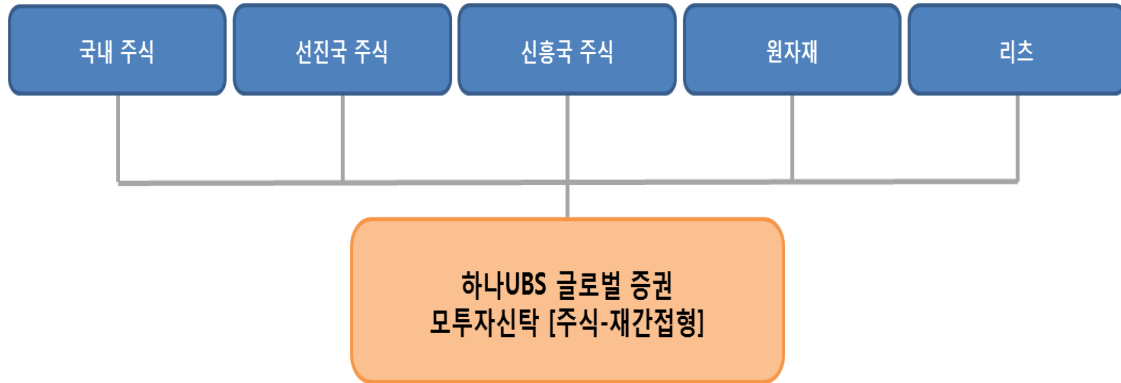 국내 주식
선진국 주식
신흥국 주식
원자재
리츠
하나UBS 글로벌 증권
모투자신탁 [주식-재간접형]